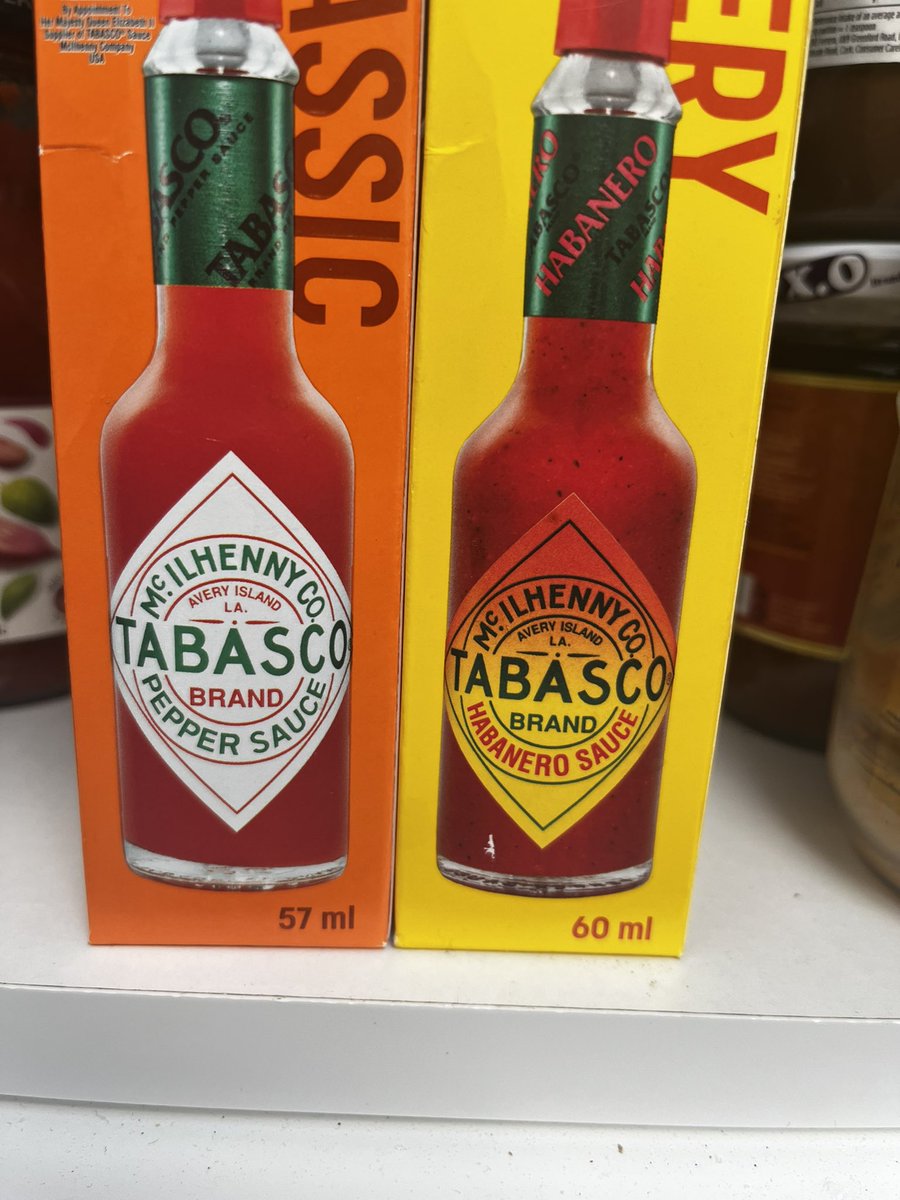 By Appointment To
Her Majesty Queen Elizabeth II
Supplier of TABASCO® Sauce
McIlhenny Company
USA
ASSIC
TABASCO
PEPPER SAUCE
TABASC
McILHENNY CO.
AVERY ISLAND
LA.
TABASCO
BRAND
PEPPER SAUCE
57 ml
ERY
HABANERO
TABASCO
HABANERO
TABASCO
McILHENNY CO.
AVERY ISLAND
LA.
TABASCO®
BRAND
HABANERO SAUCE
60 ml
X.O